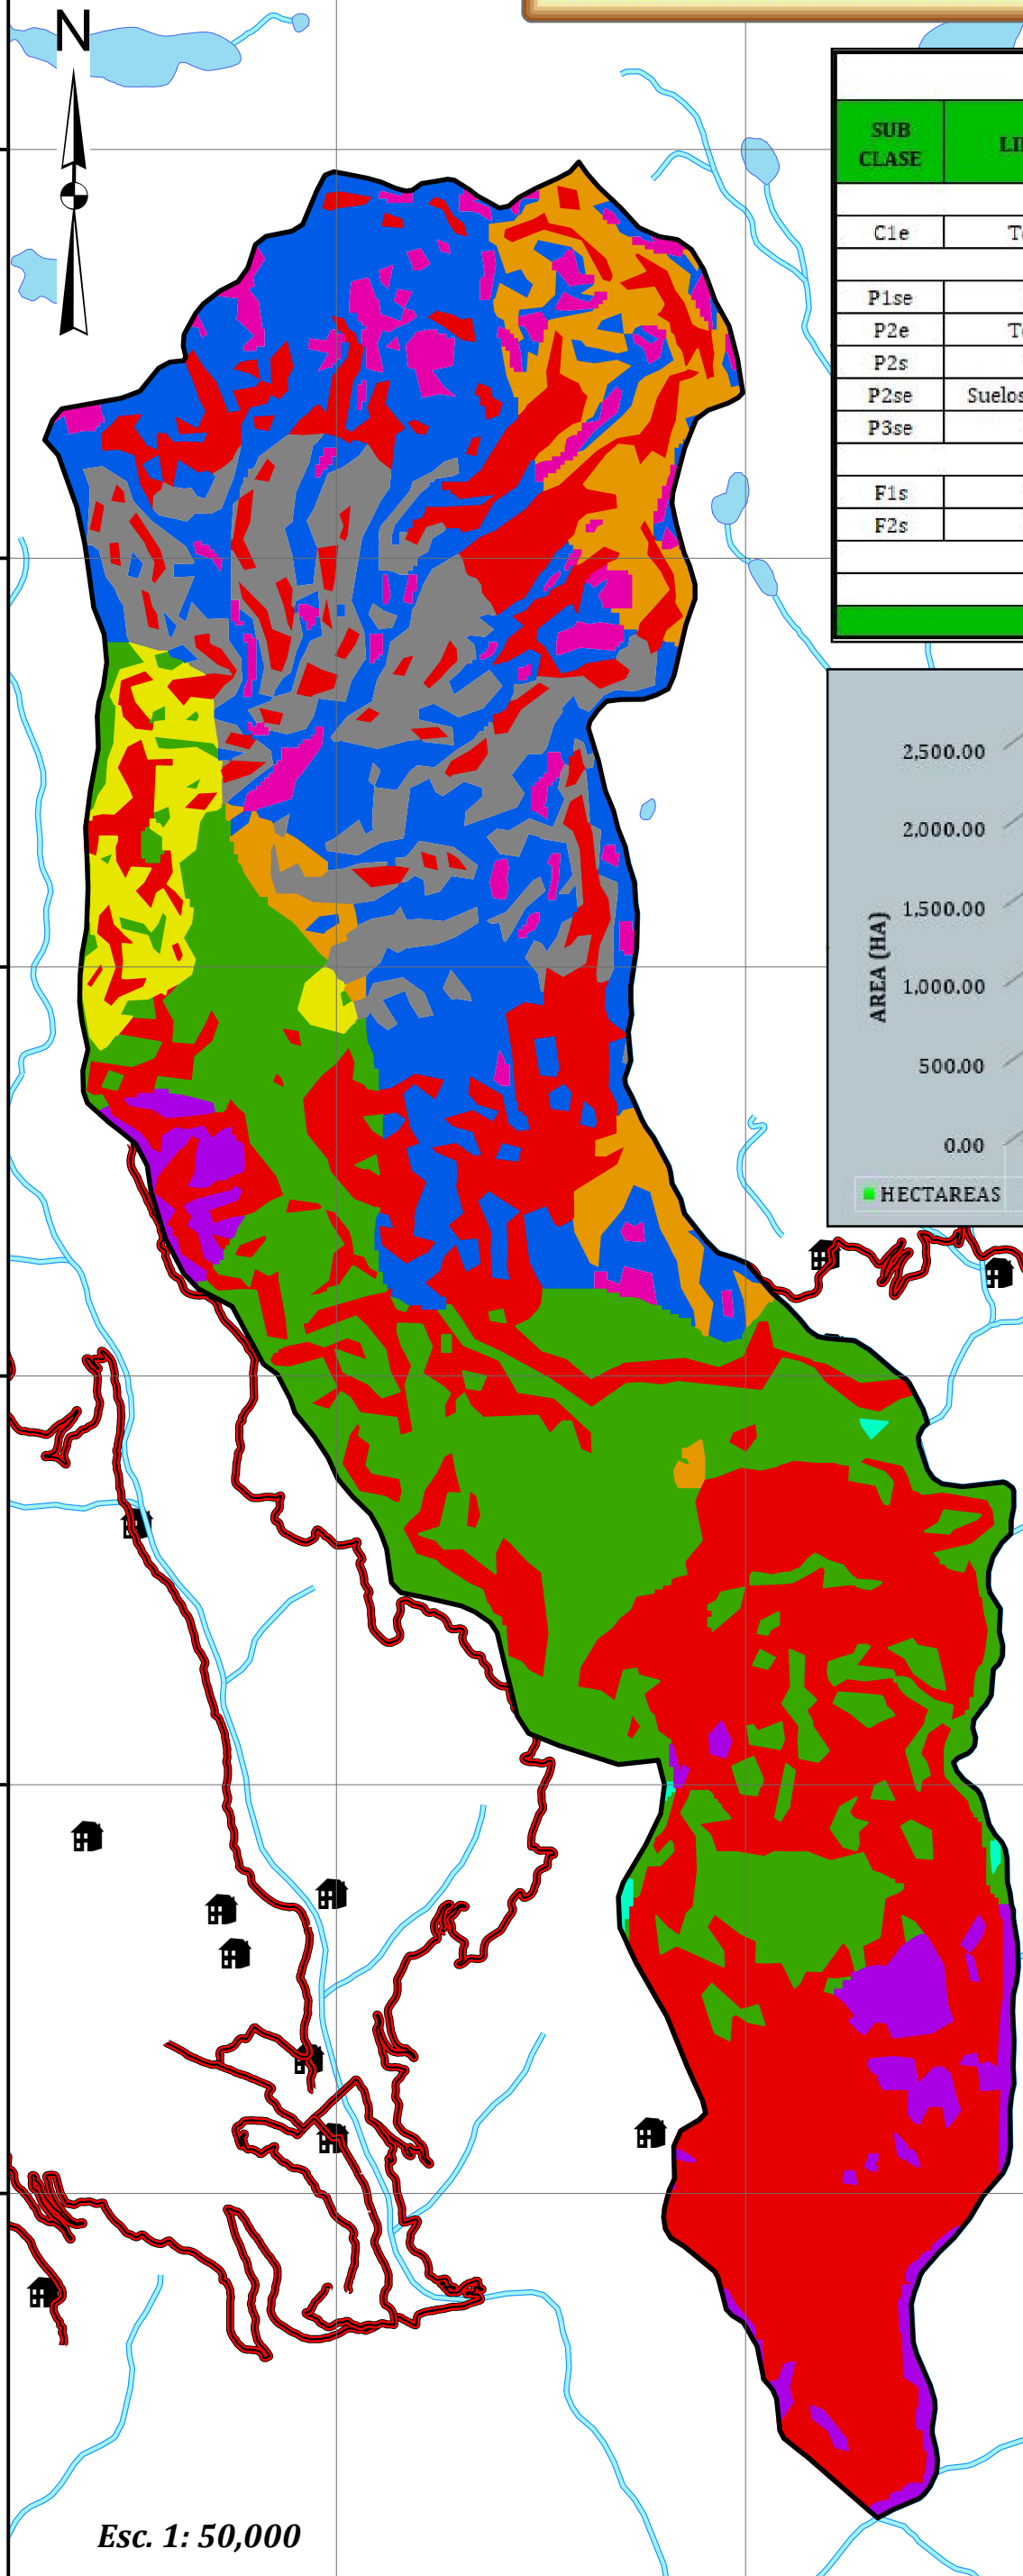 N
SUB
CLASE
C1e
P1se
P2e
P2s
P2se Suelos
P3se
F1s
F2s
2,500.00
2,000.00
1,500.00
1,000.00
500.00
0.00
AREA (HA)
HECTAREAS
Esc. 1: 50,000